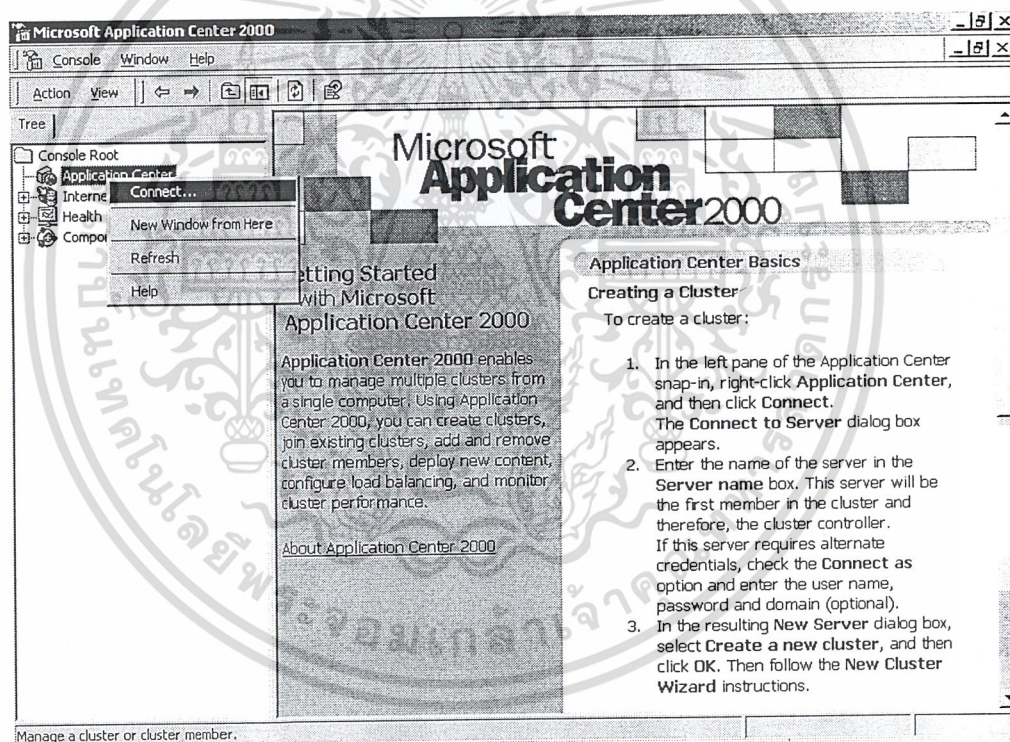 Microsoft Application Center 2000
Console Window Help
Action View
Tree
Console Root
Application Center
Interne
Health
Compo
Connect...
New Window from Here
Refresh
Help
Microsoft
Application
Center 2000
Getting Started
with Microsoft
Application Center 2000
Application Center 2000 enables
you to manage multiple clusters from
a single computer. Using Application
Center 2000, you can create clusters,
join existing clusters, add and remove
cluster members, deploy new content,
configure load balancing, and monitor
cluster performance.
About Application Center 2000
Application Center Basics
Creating a Cluster
To create a cluster:
1. In the left pane of the Application Center
snap-in, right-click Application Center,
and then click Connect.
The Connect to Server dialog box
appears.
2. Enter the name of the server in the
Server name box. This server will be
the first member in the cluster and
therefore, the cluster controller.
If this server requires alternate
credentials, check the Connect as
option and enter the user name,
password and domain (optional).
3. In the resulting New Server dialog box,
select Create a new cluster, and then
click OK. Then follow the New Cluster
Wizard instructions.
Manage a cluster or cluster member.